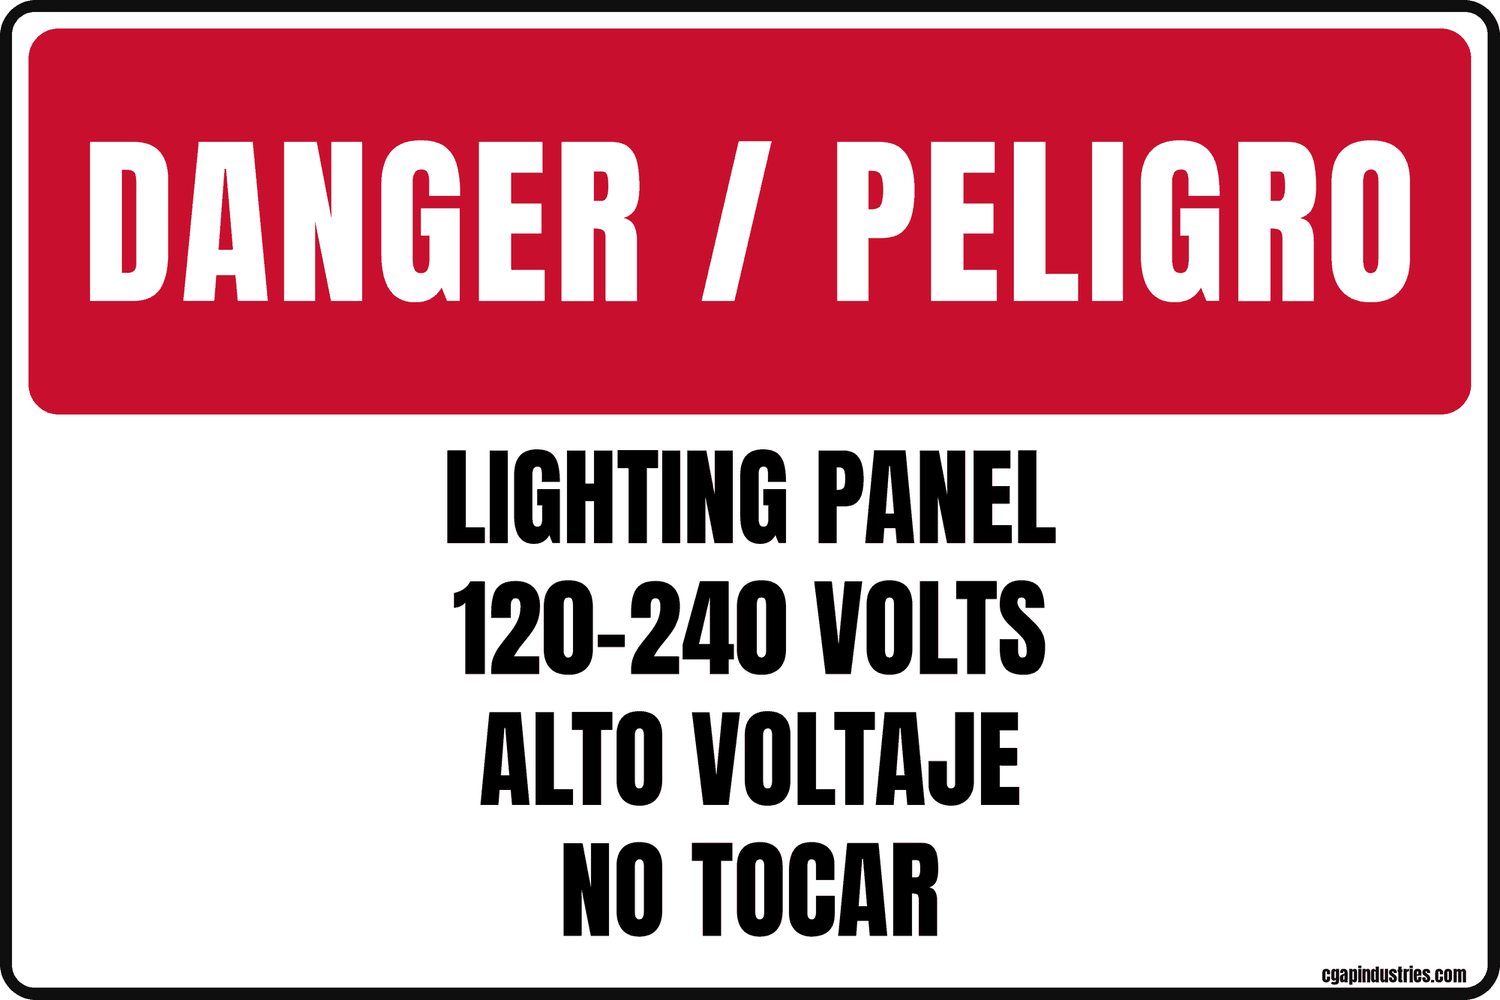 DANGER / PELIGRO
LIGHTING PANEL
120-240 VOLTS
ALTO VOLTAJE
NO TOCAR
cgapindustries.com